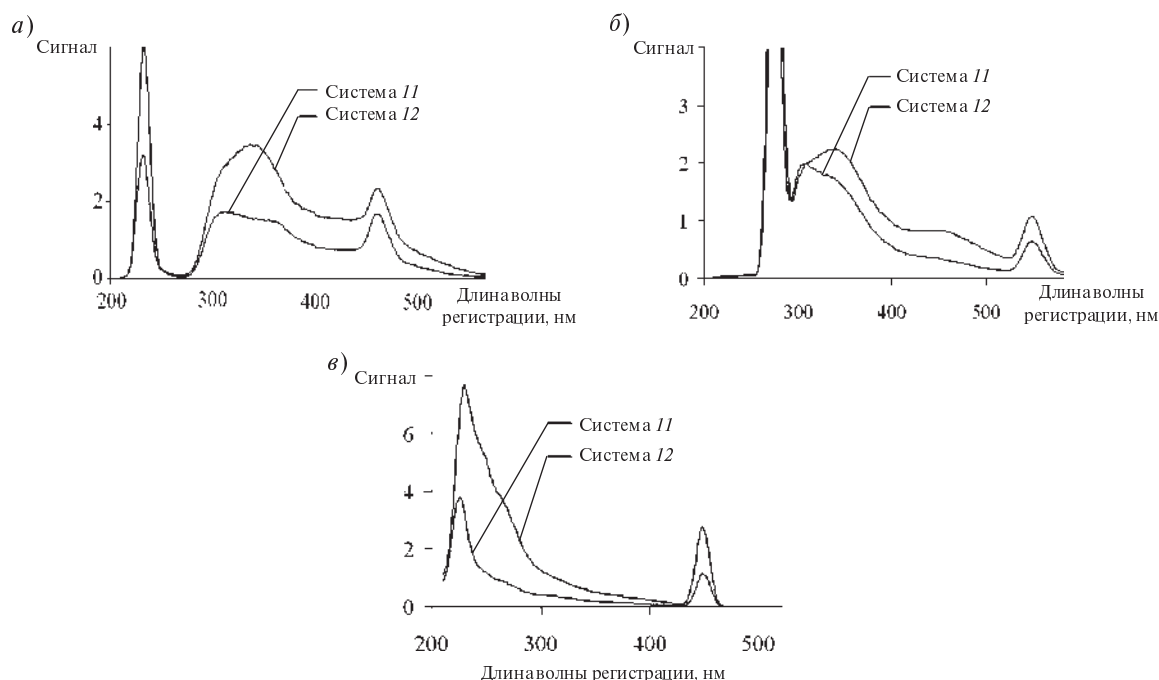 а)
Сигнал
Система 11
Система 12
4
2
0
200
300
400
500
Длина волны
регистрации, нм
б)
Сигнал
Система 11
Система 12
3
2
1
0
200
300
400
500
Длина волны
регистрации, нм
в)
Сигнал
Система 11
Система 12
6
4
2
0
200
300
400
500
Длина волны регистрации, нм